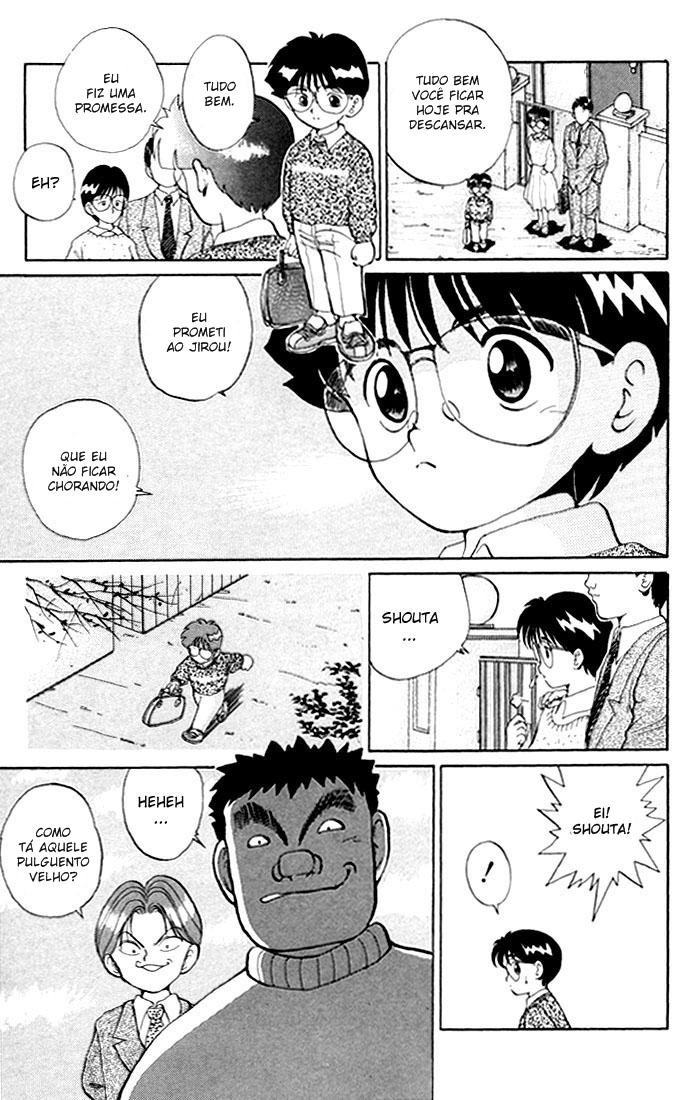 TUDO BEM
VOCÊ FICAR
HOJE PRA
DESCANSAR.
TUDO
BEM.
EU
FIZ UMA
PROMESSA.
EH?
EU
PROMETI
AO JIROU!
QUE EU
NÃO FICAR
CHORANDO!
SHOUTA
...
EI!
SHOUTA!
!
HEHEH
...
COMO
TÁ AQUELE
PULGUENTO
VELHO?